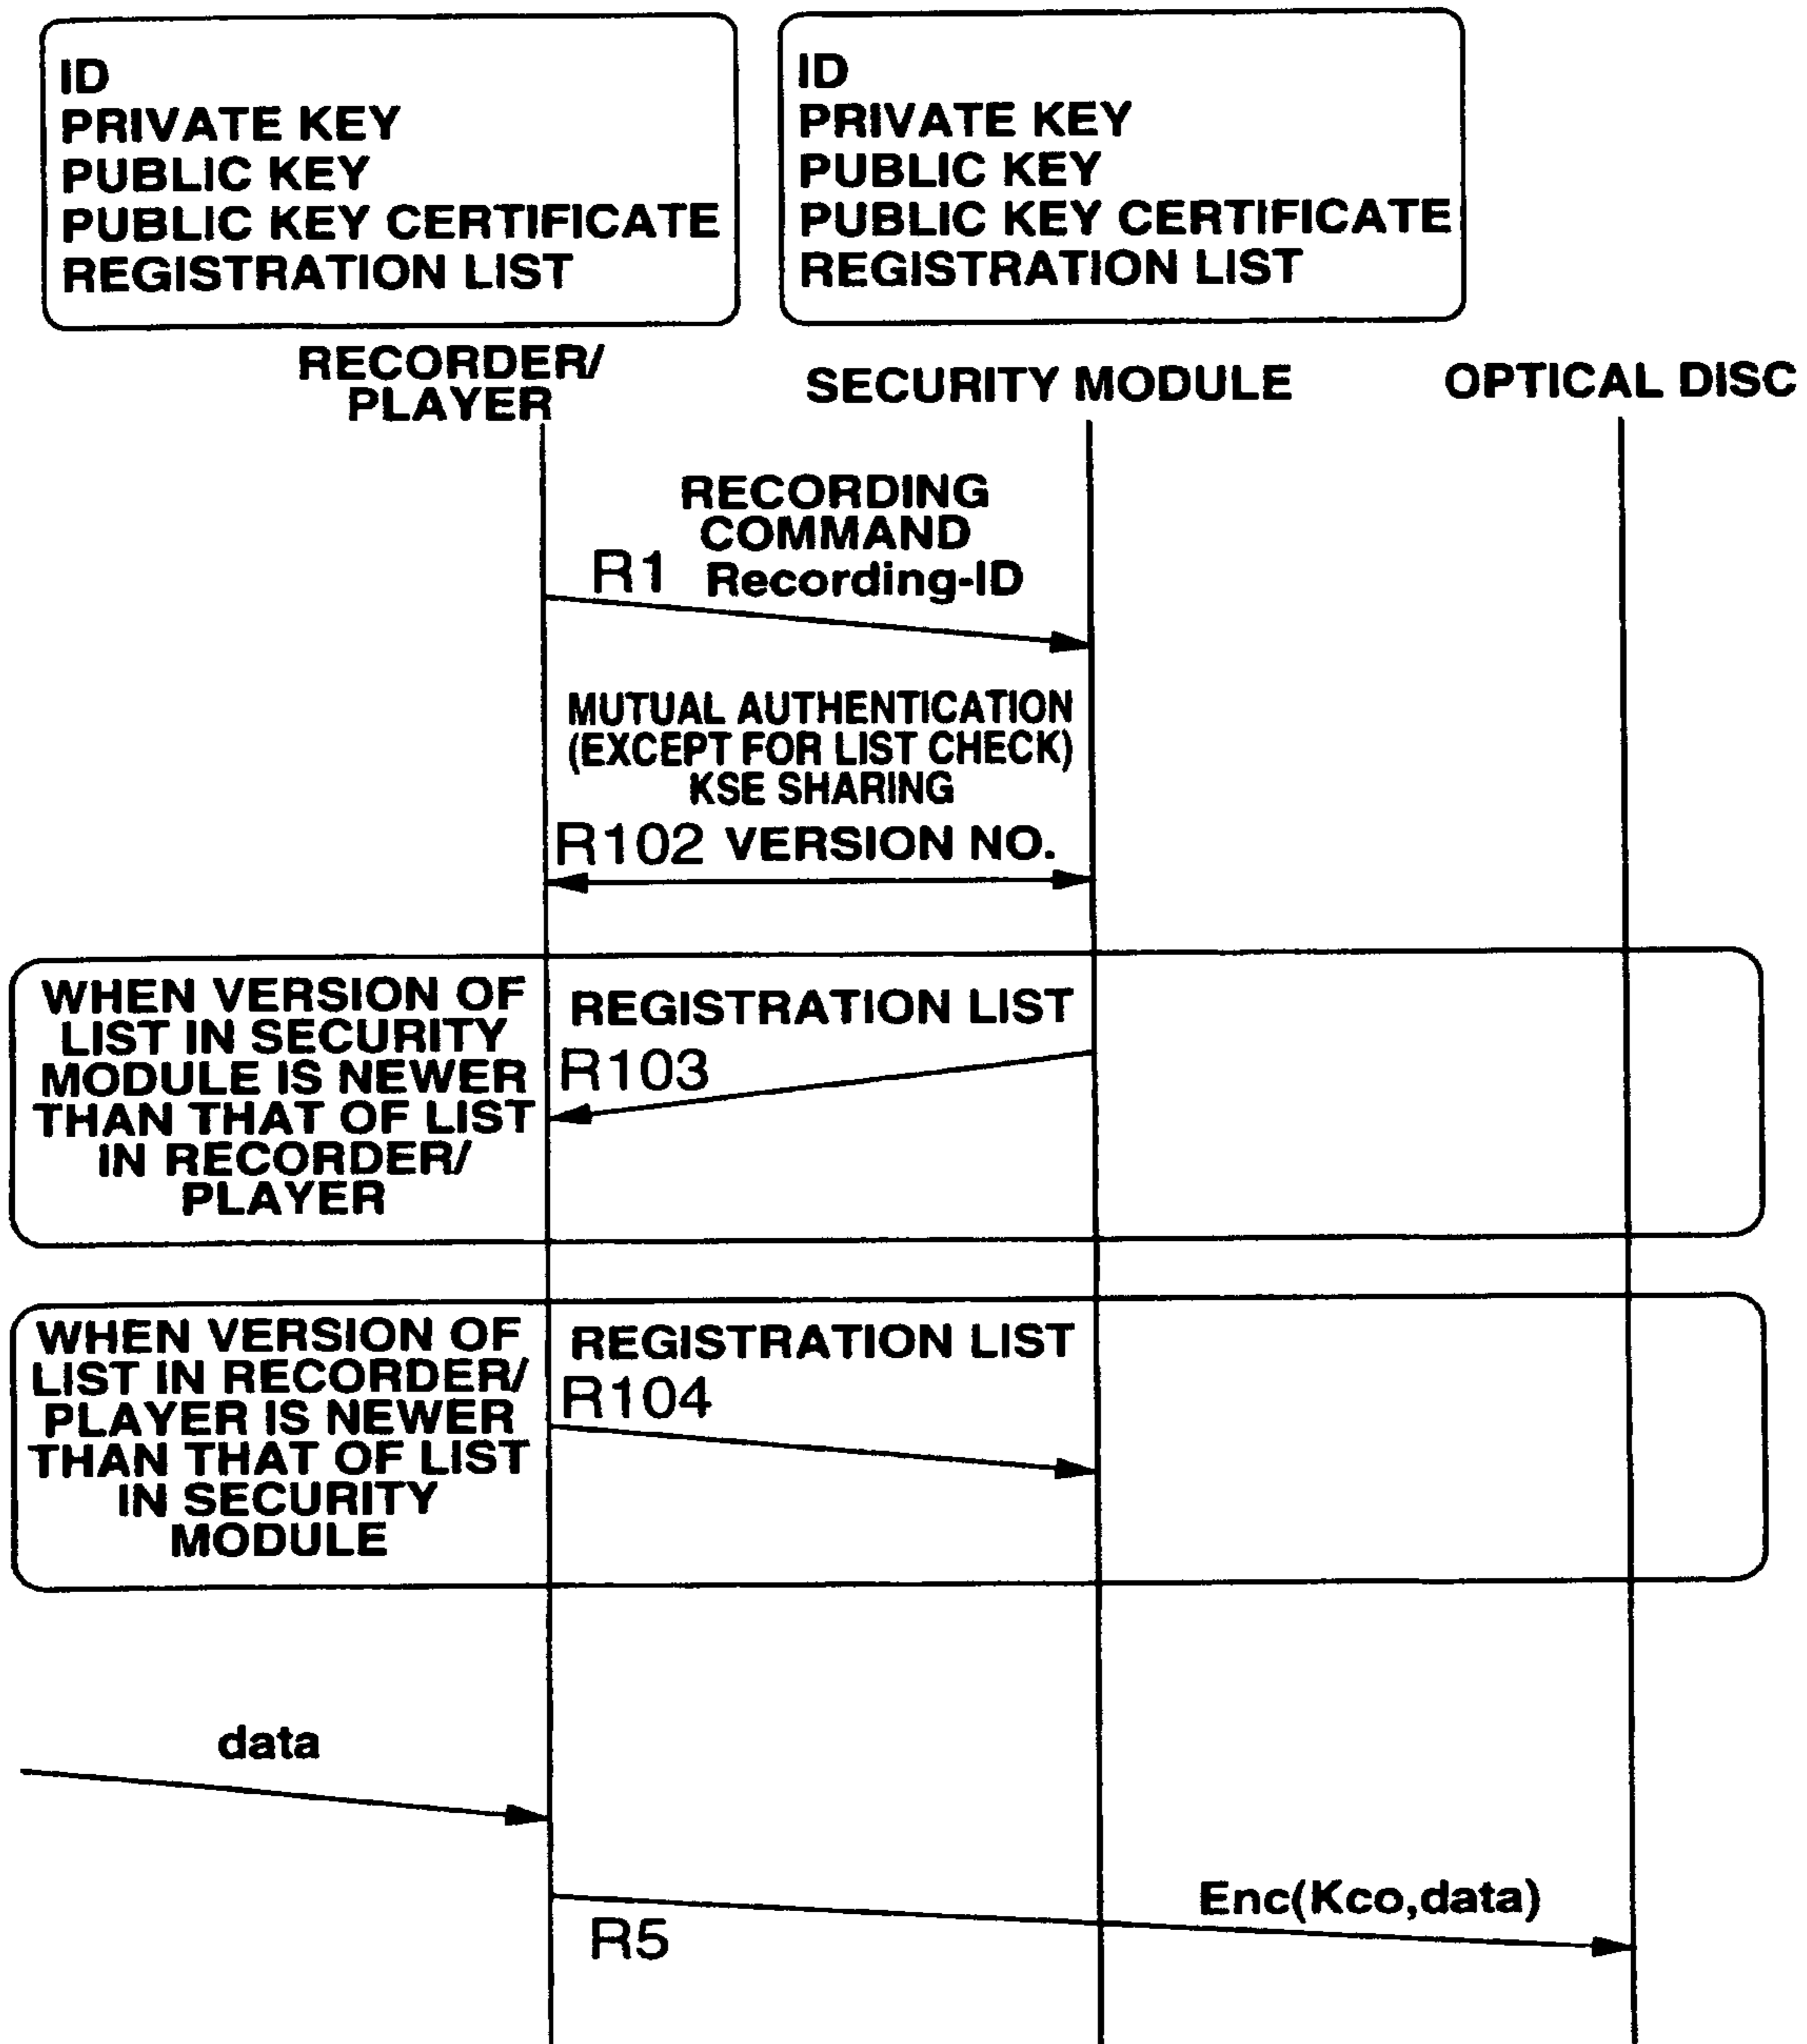 ID
PRIVATE KEY
PUBLIC KEY
PUBLIC KEY CERTIFICATE
REGISTRATION LIST
ID
PRIVATE KEY
PUBLIC KEY
PUBLIC KEY CERTIFICATE
REGISTRATION LIST
RECORDER/
PLAYER
SECURITY MODULE
OPTICAL DISC
RECORDING
COMMAND
R1 Recording-ID
MUTUAL AUTHENTICATION
(EXCEPT FOR LIST CHECK)
KSE SHARING
R102 VERSION NO.
WHEN VERSION OF
LIST IN SECURITY
MODULE IS NEWER
THAN THAT OF LIST
IN RECORDER/
PLAYER
REGISTRATION LIST
R103
WHEN VERSION OF
LIST IN RECORDER/
PLAYER IS NEWER
THAN THAT OF LIST
IN SECURITY
MODULE
REGISTRATION LIST
R104
data
Enc(Kco,data)
R5